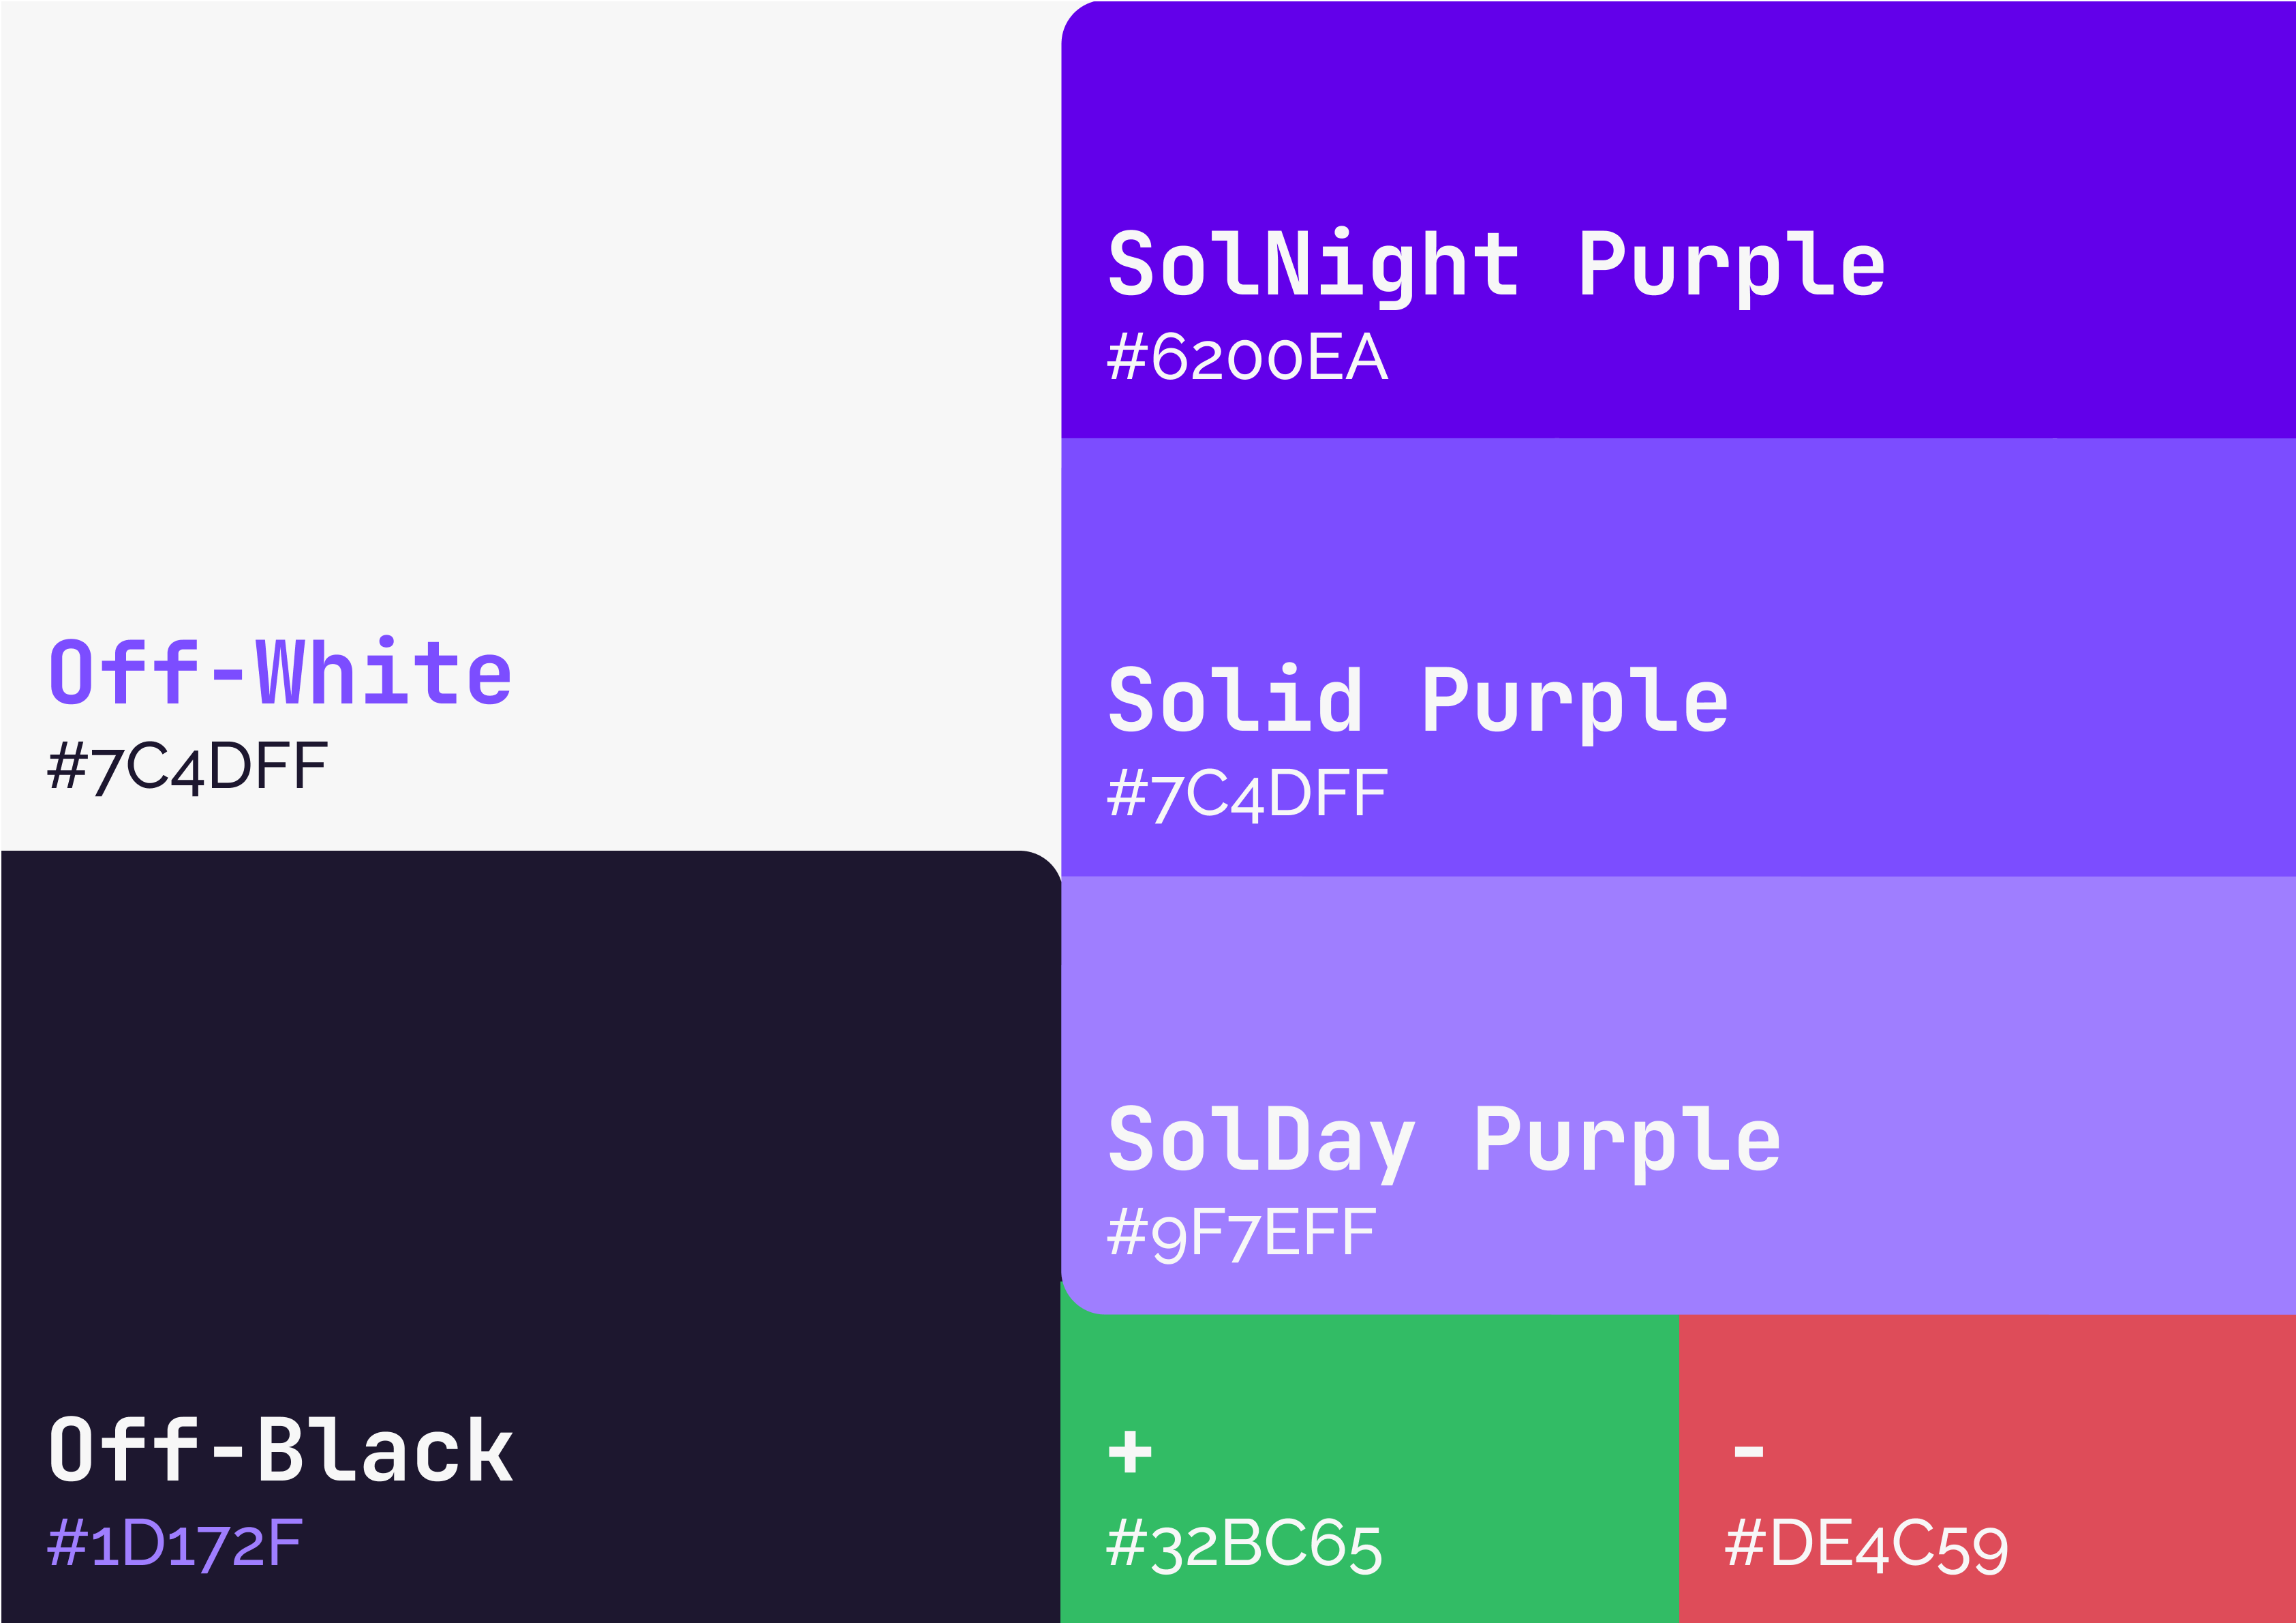 Off-White
#7C4DFF
Off-Black
#1D172F
SolNight Purple
#6200EA
Solid Purple
#7C4DFF
SolDay Purple
#9F7EFF
+
#32BC65
-
#DE4C59